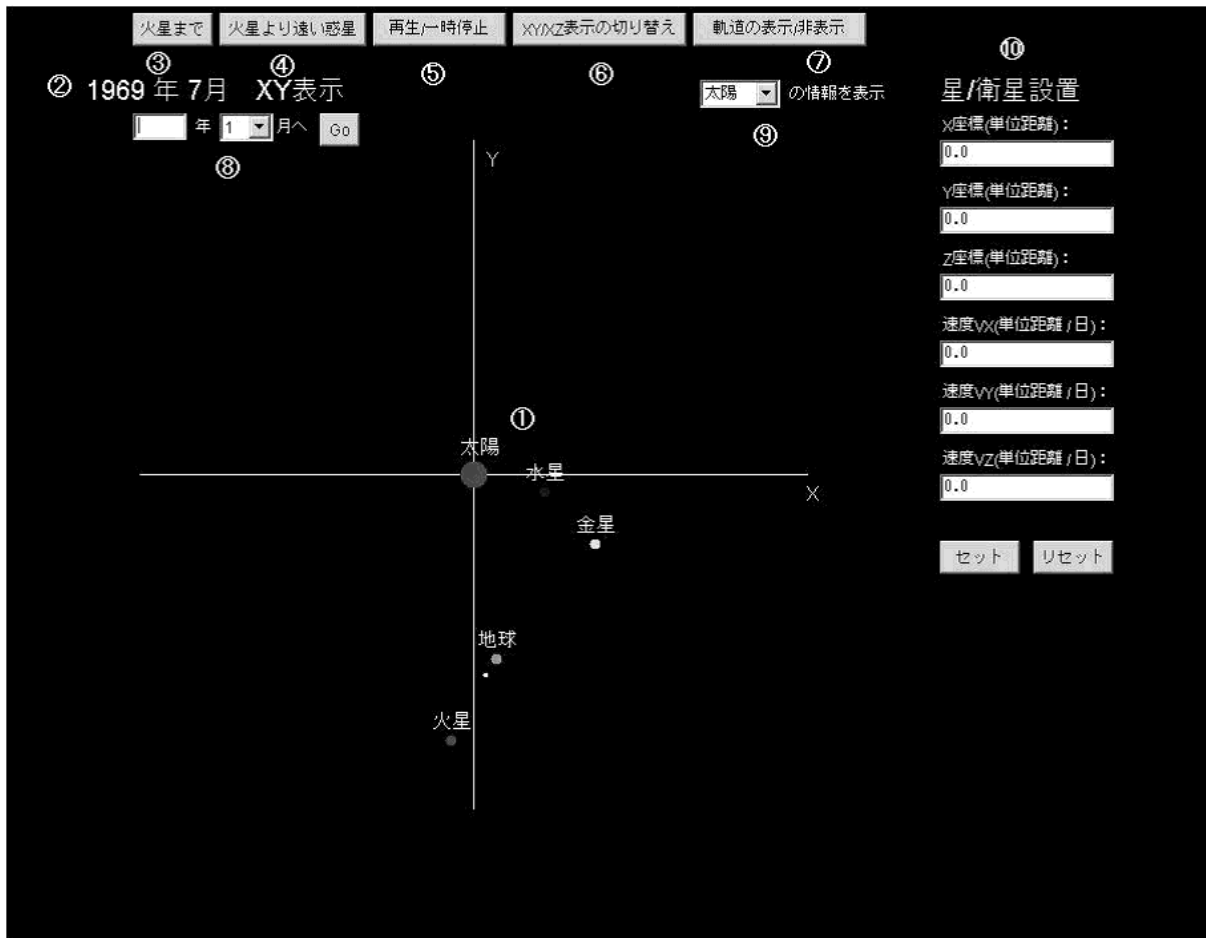 火星まで 火星より遠い惑星 再生/一時停止 XY/XZ表示の切り替え 軌道の表示/非表示
③ ④ ⑤ ⑥ ⑦ ⑩
② 1969 年 7月 XY表示
太陽 の情報を表示
星/衛星設置
年 1 月へ Go
⑧
⑨
X座標(単位距離)：
0.0
Y座標(単位距離)：
0.0
Z座標(単位距離)：
0.0
速度VX(単位距離 / 日)：
0.0
速度VY(単位距離 / 日)：
0.0
速度VZ(単位距離 / 日)：
0.0
セット リセット
Y
①
太陽
水星
X
金星
地球
火星